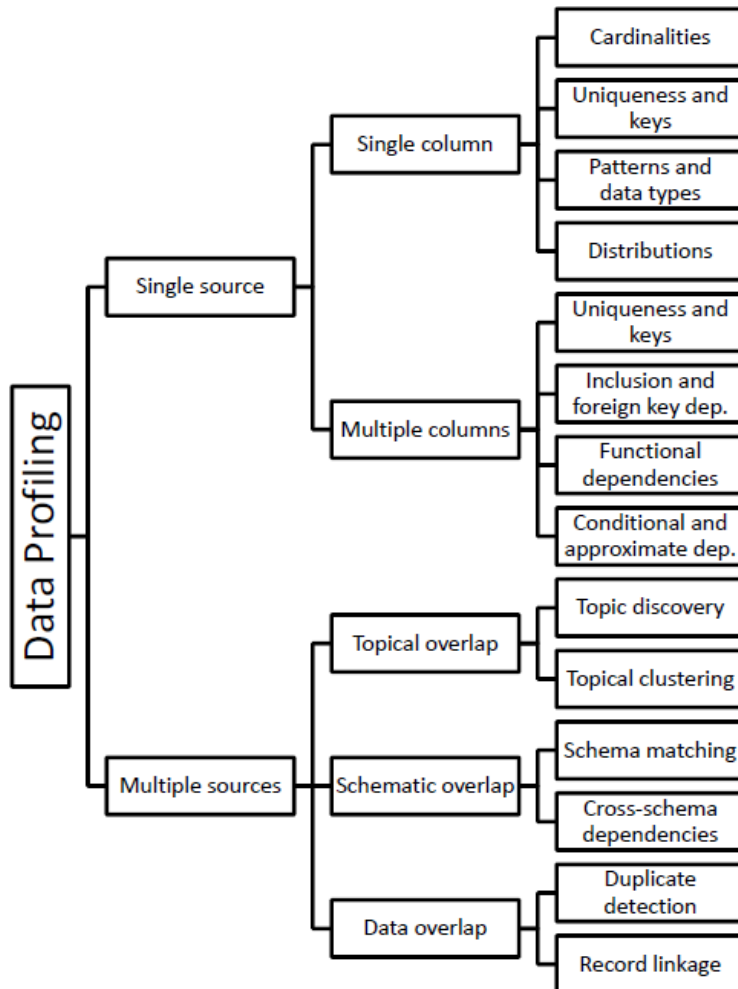 Data Profiling
Single source
Single column
Cardinalities
Uniqueness and
keys
Patterns and
data types
Distributions
Multiple columns
Uniqueness and
keys
Inclusion and
foreign key dep.
Functional
dependencies
Conditional and
approximate dep.
Multiple sources
Topical overlap
Topic discovery
Topical clustering
Schematic overlap
Schema matching
Cross-schema
dependencies
Data overlap
Duplicate
detection
Record linkage